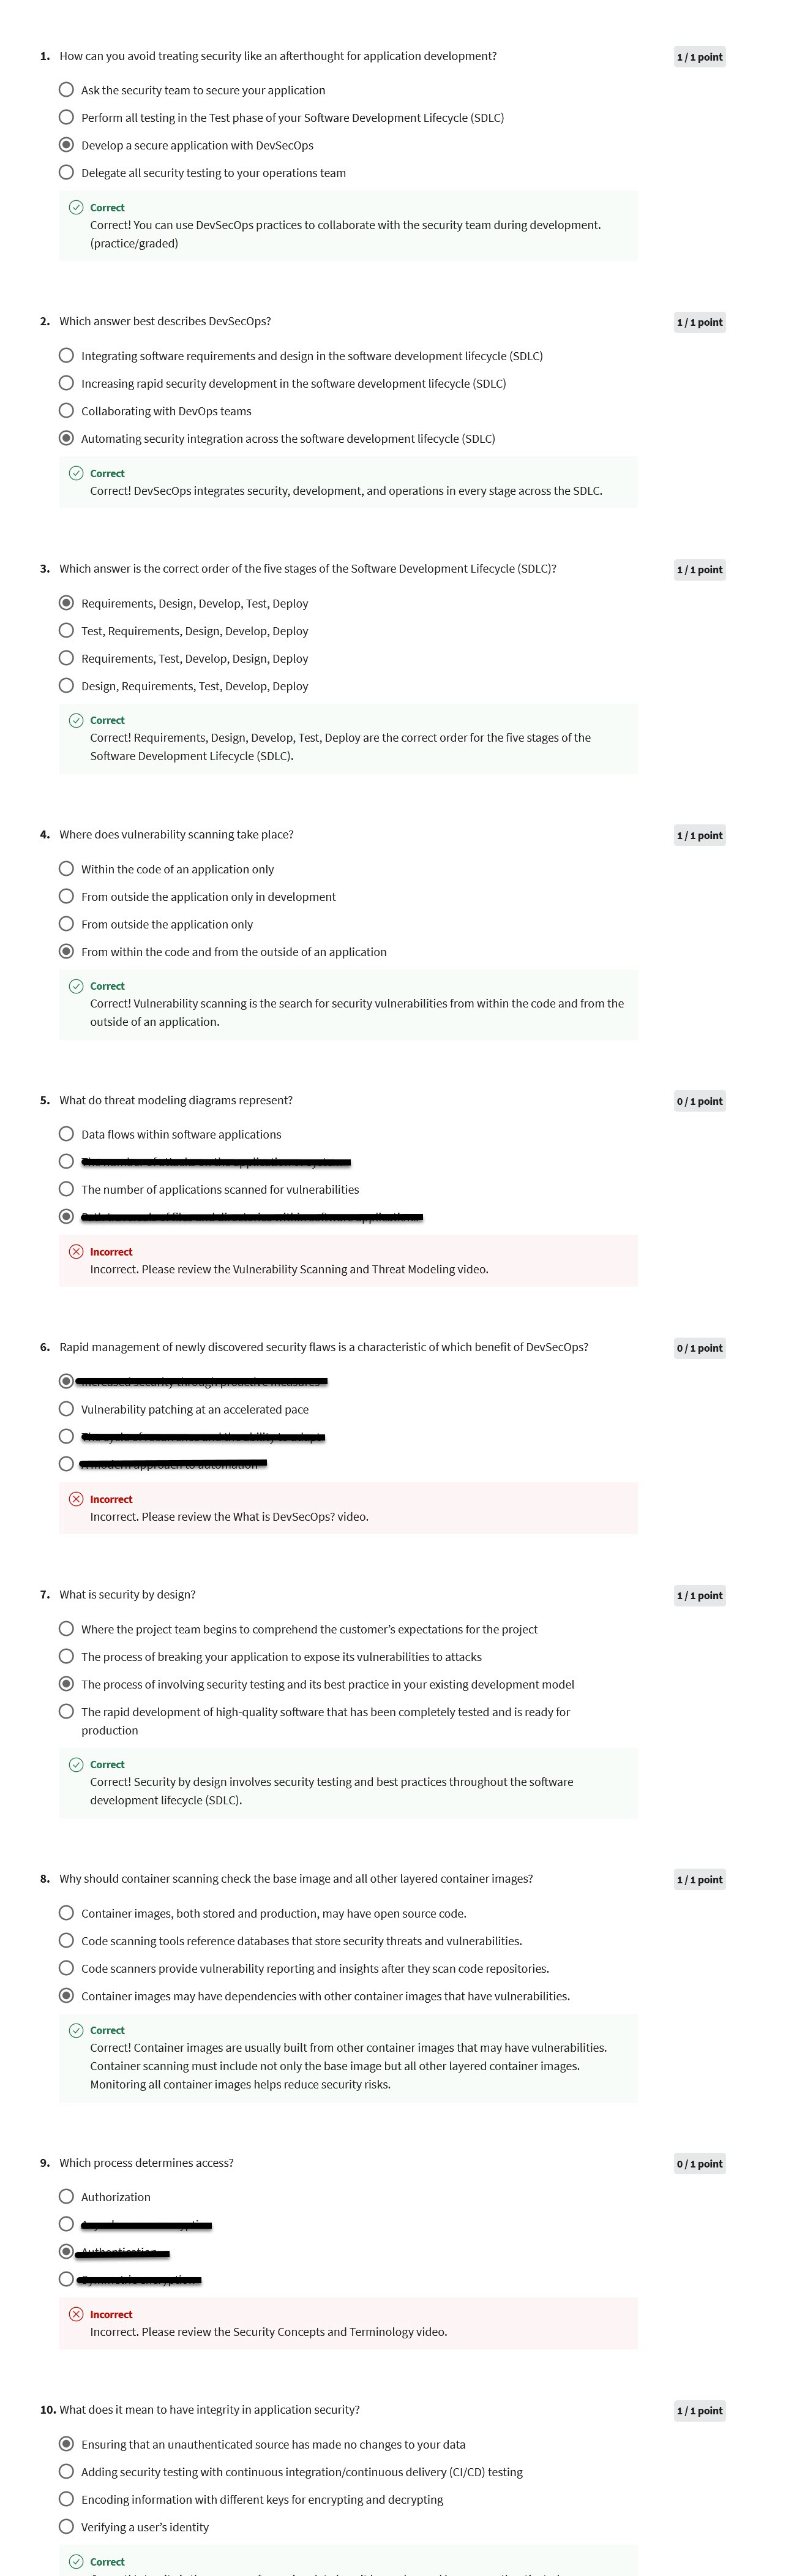 1. How can you avoid treating security like an afterthought for application development?
1 / 1 point
Ask the security team to secure your application
Perform all testing in the Test phase of your Software Development Lifecycle (SDLC)
Develop a secure application with DevSecOps
Delegate all security testing to your operations team
Correct
Correct! You can use DevSecOps practices to collaborate with the security team during development.
(practice/graded)
2. Which answer best describes DevSecOps?
1 / 1 point
Integrating software requirements and design in the software development lifecycle (SDLC)
Increasing rapid security development in the software development lifecycle (SDLC)
Collaborating with DevOps teams
Automating security integration across the software development lifecycle (SDLC)
Correct
Correct! DevSecOps integrates security, development, and operations in every stage across the SDLC.
3. Which answer is the correct order of the five stages of the Software Development Lifecycle (SDLC)?
1 / 1 point
Requirements, Design, Develop, Test, Deploy
Test, Requirements, Design, Develop, Deploy
Requirements, Test, Develop, Design, Deploy
Design, Requirements, Test, Develop, Deploy
Correct
Correct! Requirements, Design, Develop, Test, Deploy are the correct order for the five stages of the
Software Development Lifecycle (SDLC).
4. Where does vulnerability scanning take place?
1 / 1 point
Within the code of an application only
From outside the application only in development
From outside the application only
From within the code and from the outside of an application
Correct
Correct! Vulnerability scanning is the search for security vulnerabilities from within the code and from the
outside of an application.
5. What do threat modeling diagrams represent?
0 / 1 point
Data flows within software applications
The number of applications scanned for vulnerabilities
Incorrect
Incorrect. Please review the Vulnerability Scanning and Threat Modeling video.
6. Rapid management of newly discovered security flaws is a characteristic of which benefit of DevSecOps?
0 / 1 point
Vulnerability patching at an accelerated pace
Incorrect
Incorrect. Please review the What is DevSecOps? video.
7. What is security by design?
1 / 1 point
Where the project team begins to comprehend the customer’s expectations for the project
The process of breaking your application to expose its vulnerabilities to attacks
The process of involving security testing and its best practice in your existing development model
The rapid development of high-quality software that has been completely tested and is ready for
production
Correct
Correct! Security by design involves security testing and best practices throughout the software
development lifecycle (SDLC).
8. Why should container scanning check the base image and all other layered container images?
1 / 1 point
Container images, both stored and production, may have open source code.
Code scanning tools reference databases that store security threats and vulnerabilities.
Code scanners provide vulnerability reporting and insights after they scan code repositories.
Container images may have dependencies with other container images that have vulnerabilities.
Correct
Correct! Container images are usually built from other container images that may have vulnerabilities.
Container scanning must include not only the base image but all other layered container images.
Monitoring all container images helps reduce security risks.
9. Which process determines access?
0 / 1 point
Authorization
Incorrect
Incorrect. Please review the Security Concepts and Terminology video.
10. What does it mean to have integrity in application security?
1 / 1 point
Ensuring that an unauthenticated source has made no changes to your data
Adding security testing with continuous integration/continuous delivery (CI/CD) testing
Encoding information with different keys for encrypting and decrypting
Verifying a user’s identity
Correct